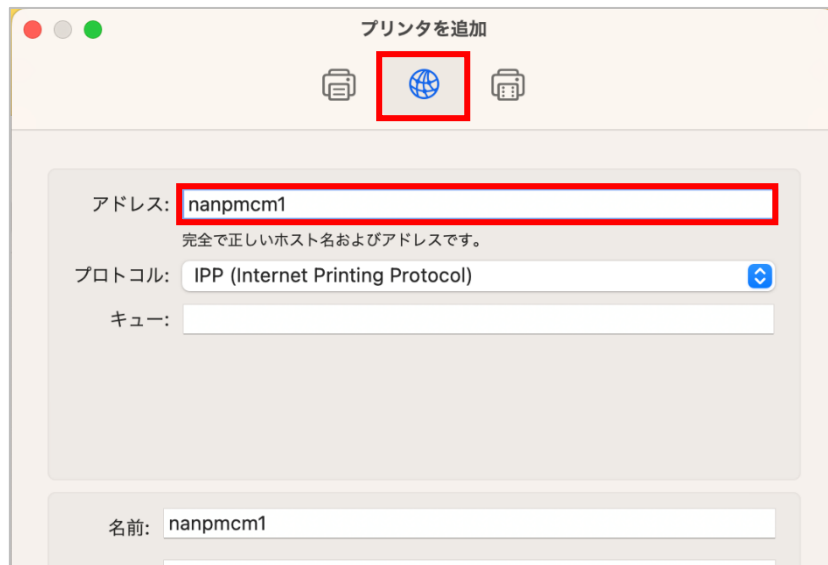 プリンタを追加
アドレス: nanpmcm1
完全で正しいホスト名およびアドレスです。
プロトコル: IPP (Internet Printing Protocol)
キュー:
名前: nanpmcm1